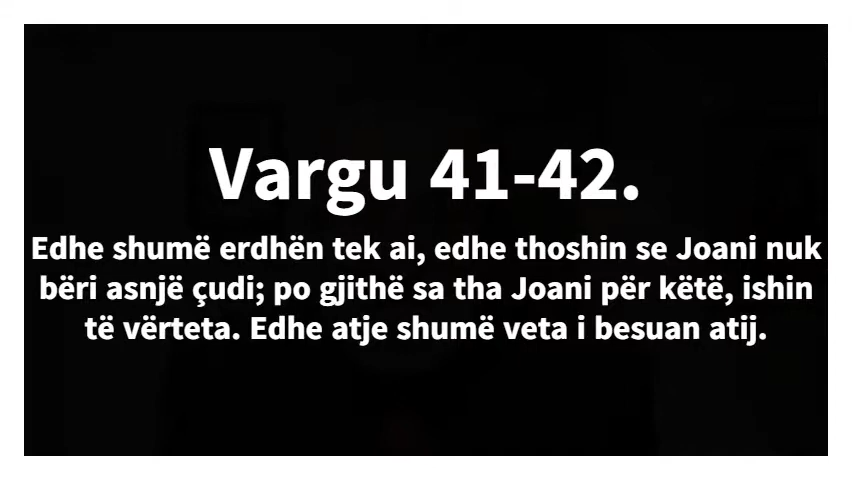 Vargu 41-42.
Edhe shumë erdhën tek ai, edhe thoshin se Joani nuk
bëri asnjë çudi; po gjithë sa tha Joani për këtë, ishin
të vërteta. Edhe atje shumë veta i besuan atij.